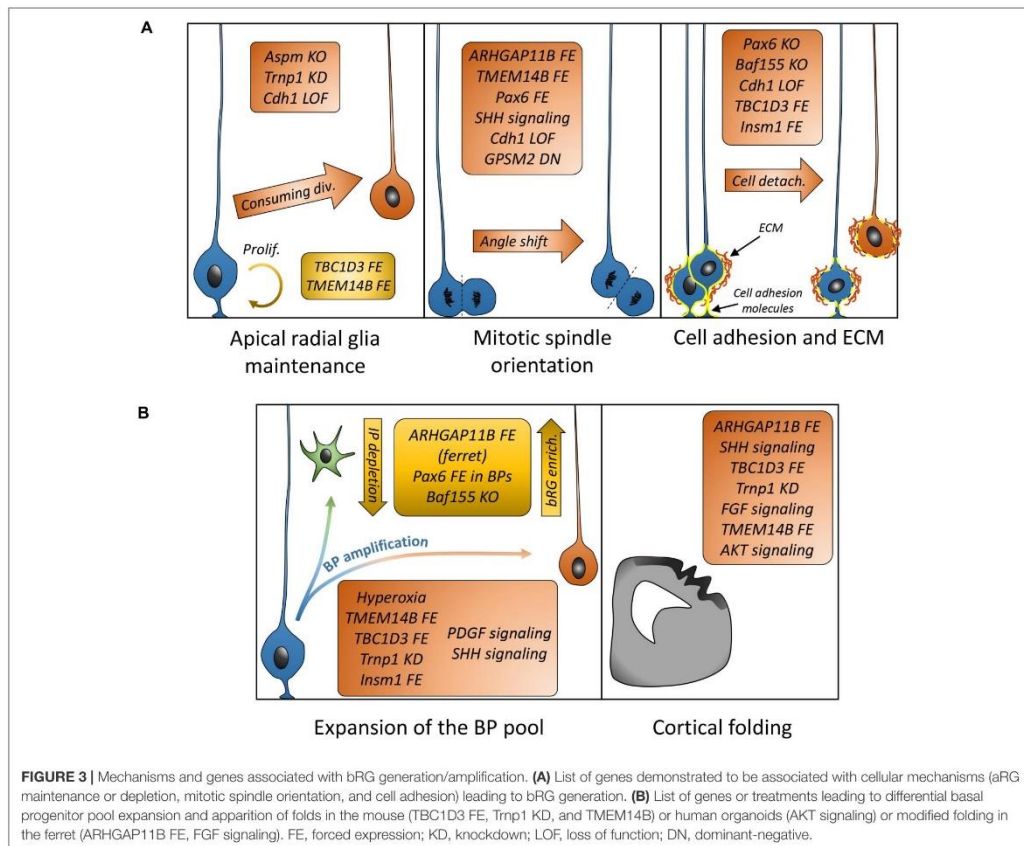 A
Aspm KO
Trnp1 KD
Cdh1 LOF
Consuming div.
Prolif.
TBC1D3 FE
TMEM14B FE
Apical radial glia
maintenance
ARHGAP11B FE
TMEM14B FE
Pax6 FE
SHH signaling
Cdh1 LOF
GPSM2 DN
Angle shift
Mitotic spindle
orientation
Pax6 KO
Baf155 KO
Cdh1 LOF
TBC1D3 FE
Insm1 FE
Cell detach.
ECM
Cell adhesion
molecules
Cell adhesion and ECM
B
IP depletion
ARHGAP11B FE
(ferret)
Pax6 FE in BPs
Baf155 KO
bRG enrich.
BP amplification
Hyperoxia
TMEM14B FE
TBC1D3 FE
Trnp1 KD
Insm1 FE
PDGF signaling
SHH signaling
Expansion of the BP pool
ARHGAP11B FE
SHH signaling
TBC1D3 FE
Trnp1 KD
FGF signaling
TMEM14B FE
AKT signaling
Cortical folding
FIGURE 3 | Mechanisms and genes associated with bRG generation/amplification. (A) List of genes demonstrated to be associated with cellular mechanisms (aRG
maintenance or depletion, mitotic spindle orientation, and cell adhesion) leading to bRG generation. (B) List of genes or treatments leading to differential basal
progenitor pool expansion and apparition of folds in the mouse (TBC1D3 FE, Trnp1 KD, and TMEM14B) or human organoids (AKT signaling) or modified folding in
the ferret (ARHGAP11B FE, FGF signaling). FE, forced expression; KD, knockdown; LOF, loss of function; DN, dominant-negative.